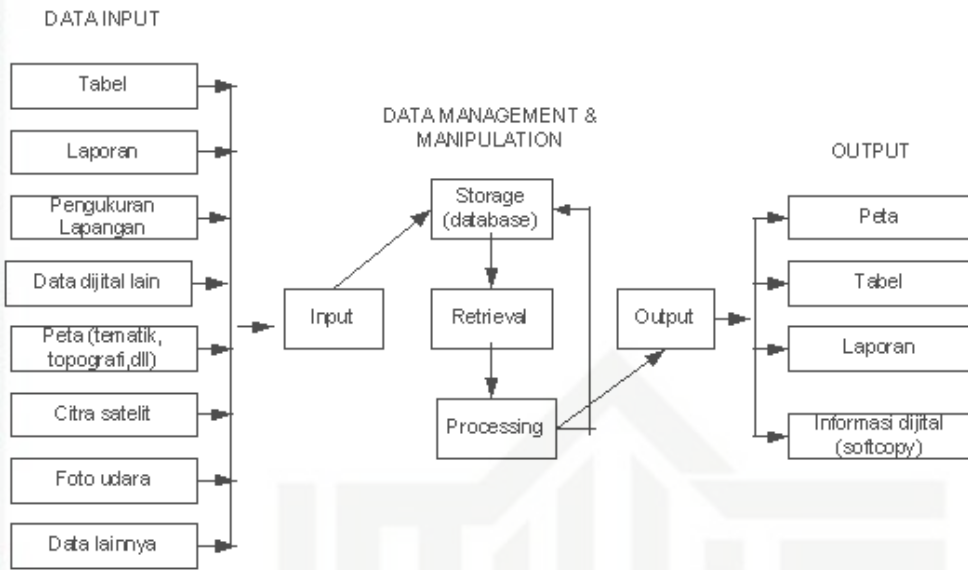 DATA INPUT
Tabel
Laporan
Pengukuran
Lapangan
Data dijital lain
Peta (tematik,
topografi,dll)
Citra satelit
Foto udara
Data lainnya
Input
DATA MANAGEMENT &
MANIPULATION
Storage
(database)
Retrieval
Processing
Output
OUTPUT
Peta
Tabel
Laporan
Informasi dijital
(softcopy)